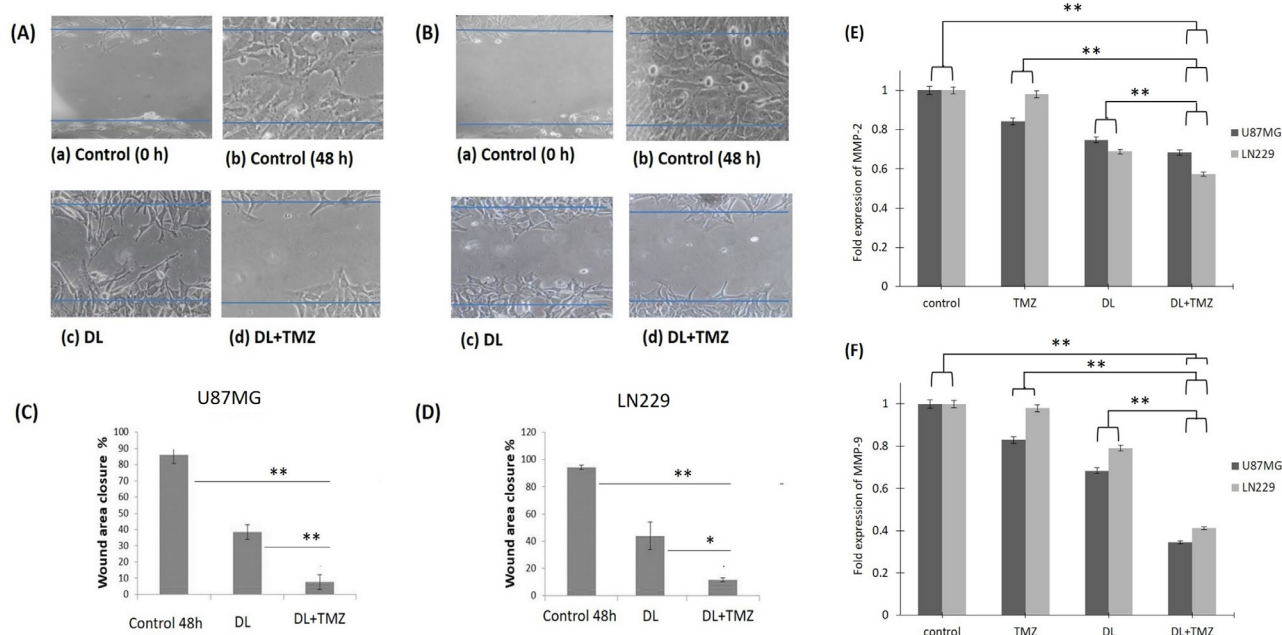 (A)
(a) Control (0 h)
(b) Control (48 h)
(c) DL
(d) DL+TMZ
(B)
(a) Control (0 h)
(b) Control (48 h)
(c) DL
(d) DL+TMZ
(C)
U87MG
Wound area closure %
100
90
80
70
60
50
40
30
20
10
0
**
**
Control 48h DL DL+TMZ
(D)
LN229
Wound area closure %
120
100
80
60
40
20
0
**
*
Control 48h DL DL+TMZ
(E)
**
**
**
Fold expression of MMP-2
1
0.8
0.6
0.4
0.2
0
control TMZ DL DL+TMZ
U87MG
LN229
(F)
**
**
**
Fold expression of MMP-9
1
0.8
0.6
0.4
0.2
0
control TMZ DL DL+TMZ
U87MG
LN229